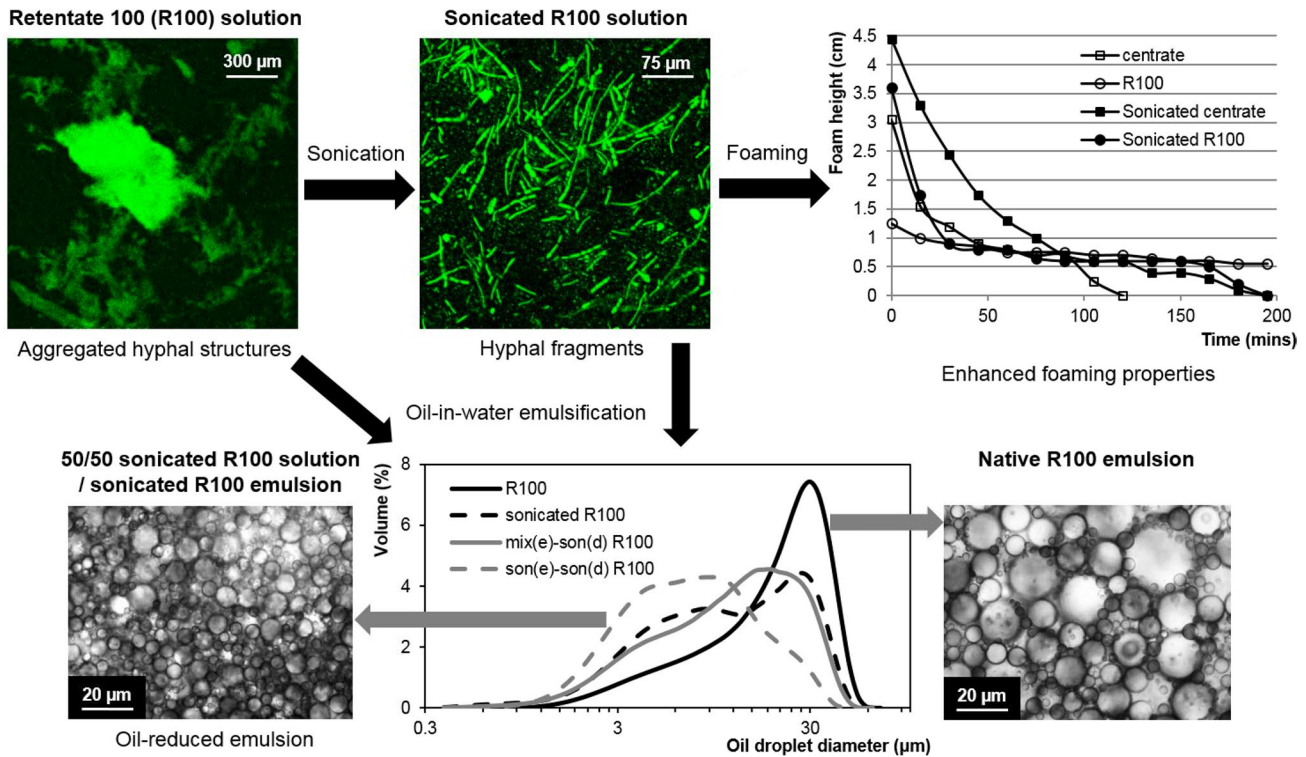 Retentate 100 (R100) solution
300 µm
Aggregated hyphal structures
Sonication
Sonicated R100 solution
75 µm
Hyphal fragments
Foaming
Foam height (cm)
4.5
4
3.5
3
2.5
2
1.5
1
0.5
0
centrate
R100
Sonicated centrate
Sonicated R100
0
50
100
150
200
Time (mins)
Enhanced foaming properties
Oil-in-water emulsification
50/50 sonicated R100 solution
/ sonicated R100 emulsion
20 µm
Oil-reduced emulsion
Volume (%)
8
6
4
2
0
R100
sonicated R100
mix(e)-son(d) R100
son(e)-son(d) R100
0.3
3
30
Oil droplet diameter (µm)
Native R100 emulsion
20 µm